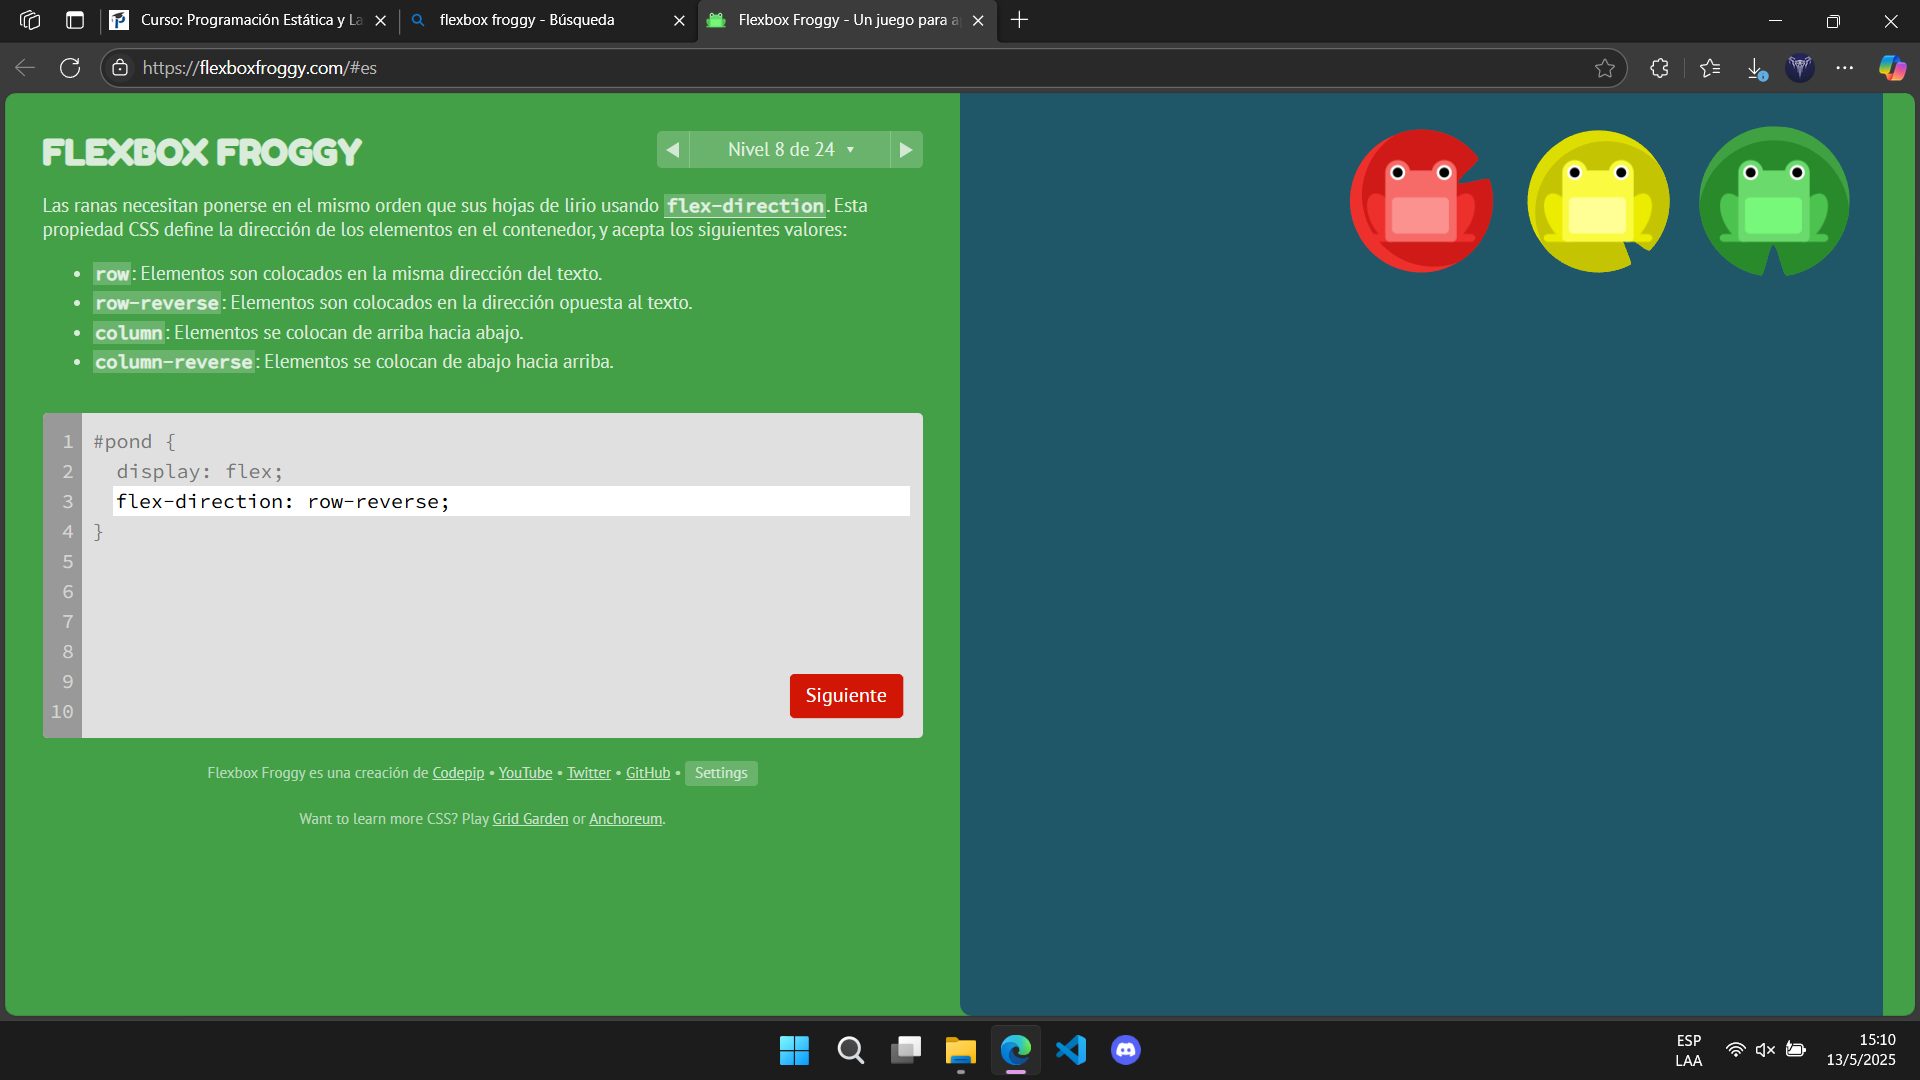 Curso: Programación Estática y La
flexbox froggy - Búsqueda
Flexbox Froggy - Un juego para a
https://flexboxfroggy.com/#es
FLEXBOX FROGGY
Nivel 8 de 24
Las ranas necesitan ponerse en el mismo orden que sus hojas de lirio usando flex-direction. Esta
propiedad CSS define la dirección de los elementos en el contenedor, y acepta los siguientes valores:
• row: Elementos son colocados en la misma dirección del texto.
• row-reverse: Elementos son colocados en la dirección opuesta al texto.
• column: Elementos se colocan de arriba hacia abajo.
• column-reverse: Elementos se colocan de abajo hacia arriba.
1 #pond {
2 display: flex;
3 flex-direction: row-reverse;
4 }
5
6
7
8
9
10
Siguiente
Flexbox Froggy es una creación de Codepip • YouTube • Twitter • GitHub • Settings
Want to learn more CSS? Play Grid Garden or Anchoreum.
ESP
LAA
15:10
13/5/2025